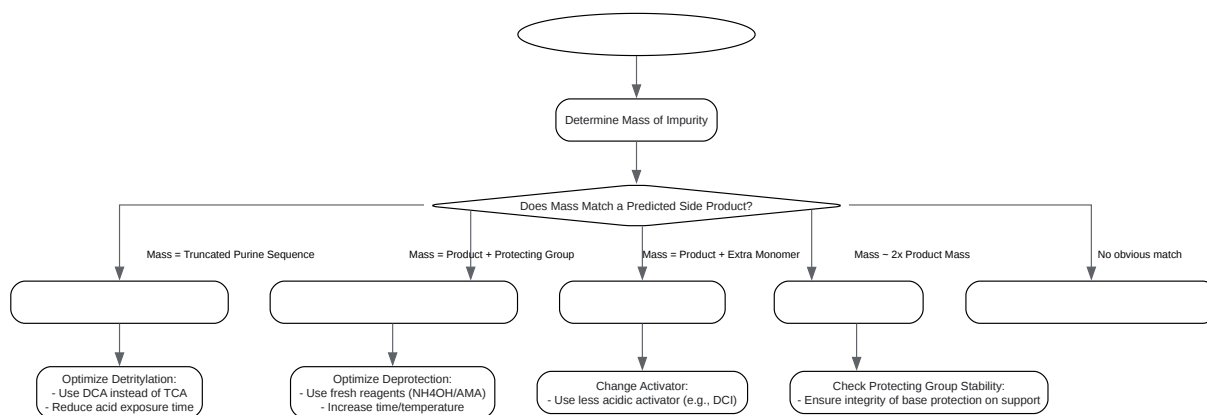 Determine Mass of Impurity
Does Mass Match a Predicted Side Product?
Mass = Truncated Purine Sequence
Mass = Product + Protecting Group
Mass = Product + Extra Monomer
Mass ~ 2x Product Mass
No obvious match
Optimize Detritylation:
- Use DCA instead of TCA
- Reduce acid exposure time
Optimize Deprotection:
- Use fresh reagents (NH4OH/AMA)
- Increase time/temperature
Change Activator:
- Use less acidic activator (e.g., DCI)
Check Protecting Group Stability:
- Ensure integrity of base protection on support